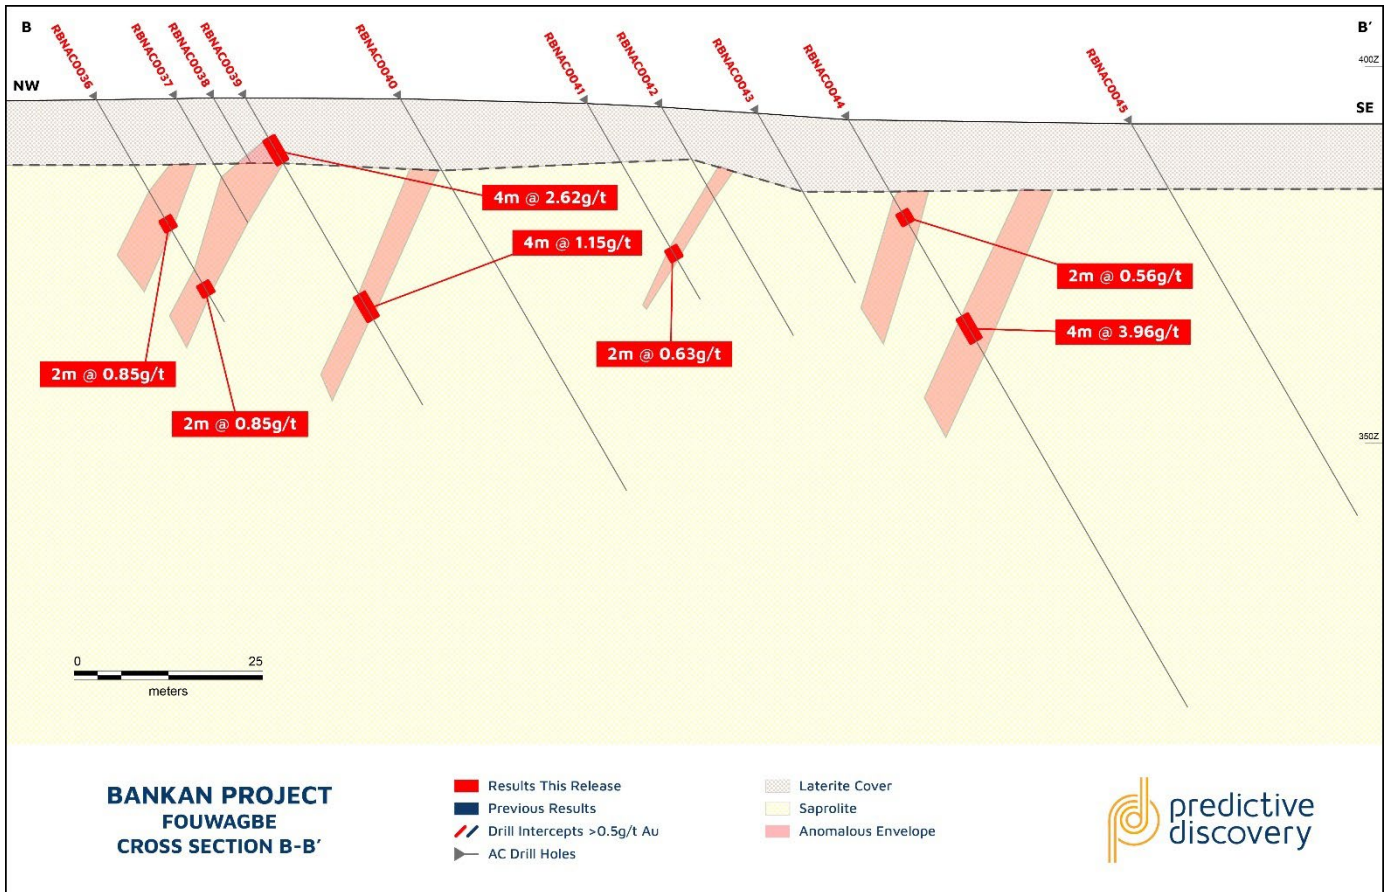 B
B′
RBNAC0036
RBNAC0037
RBNAC0038
RBNAC0039
RBNAC0040
RBNAC0041
RBNAC0042
RBNAC0043
RBNAC0044
RBNAC0045
400Z
NW
SE
4m @ 2.62g/t
4m @ 1.15g/t
2m @ 0.56g/t
4m @ 3.96g/t
2m @ 0.63g/t
2m @ 0.85g/t
2m @ 0.85g/t
350Z
0 25
meters
BANKAN PROJECT
FOUWAGBE
CROSS SECTION B-B′
Results This Release
Previous Results
Drill Intercepts >0.5g/t Au
AC Drill Holes
Laterite Cover
Saprolite
Anomalous Envelope
predictive
discovery